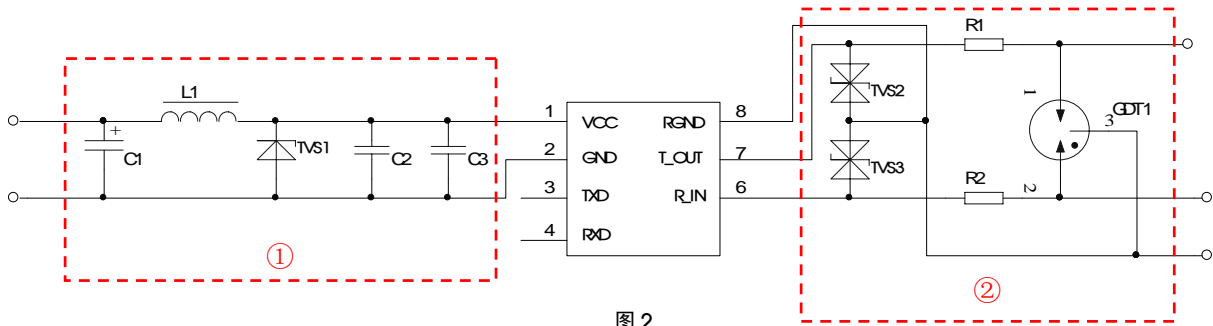 L1
+
C1
TVS1
C2
C3
①
1
2
3
4
VCC
GND
TXD
RXD
RGND
T_OUT
R_IN
8
7
6
5
TVS2
TVS3
R1
R2
1
2
3
GDT1
②
图2